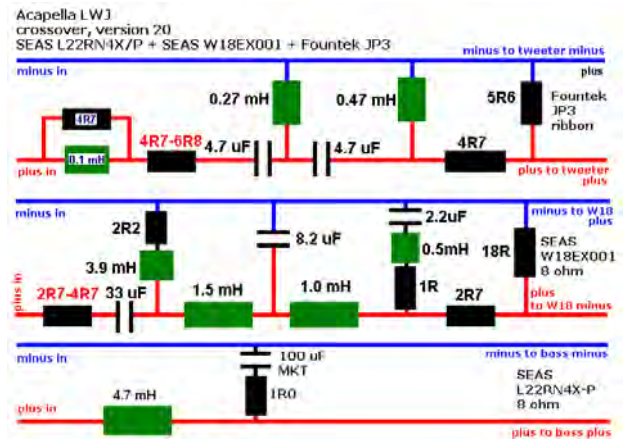 Acapella LWJ
crossover, version 20
SEAS L22RN4X/P + SEAS W18EX001 + Fountek JP3
minus to tweeter minus
minus in
plus
0.27 mH
0.47 mH
5R6
Fountek
JP3
ribbon
4R7
4R7-6R8
4.7 uF
4.7 uF
4R7
0.1 mH
plus in
plus to tweeter
plus
minus in
minus to W18
plus
2R2
8.2 uF
2.2uF
0.5mH
18R
SEAS
W18EX001
8 ohm
3.9 mH
2R7-4R7
33 uF
1.5 mH
1.0 mH
1R
2R7
plus
to W18 minus
plus in
minus in
minus to bass minus
100 uF
MKT
SEAS
L22RN4X-P
8 ohm
4.7 mH
1R0
plus in
plus to bass plus